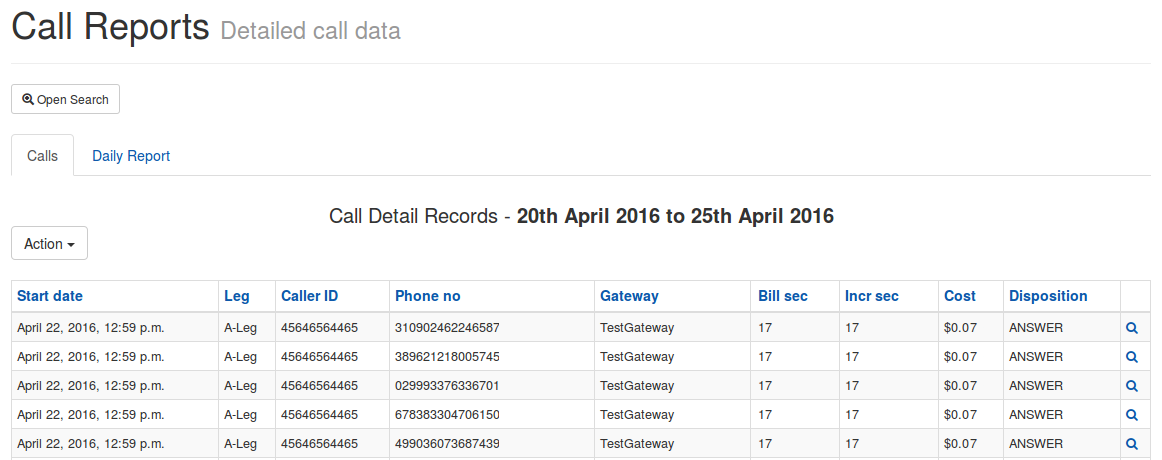 Call Reports Detailed call data
Open Search
Calls Daily Report
Call Detail Records - 20th April 2016 to 25th April 2016
Action
Start date Leg Caller ID Phone no Gateway Bill sec Incr sec Cost Disposition
April 22, 2016, 12:59 p.m. A-Leg 45646564465 310902462246587 TestGateway 17 17 $0.07 ANSWER
April 22, 2016, 12:59 p.m. A-Leg 45646564465 389621218005745 TestGateway 17 17 $0.07 ANSWER
April 22, 2016, 12:59 p.m. A-Leg 45646564465 029993376336701 TestGateway 17 17 $0.07 ANSWER
April 22, 2016, 12:59 p.m. A-Leg 45646564465 678383304706150 TestGateway 17 17 $0.07 ANSWER
April 22, 2016, 12:59 p.m. A-Leg 45646564465 499036073687439 TestGateway 17 17 $0.07 ANSWER